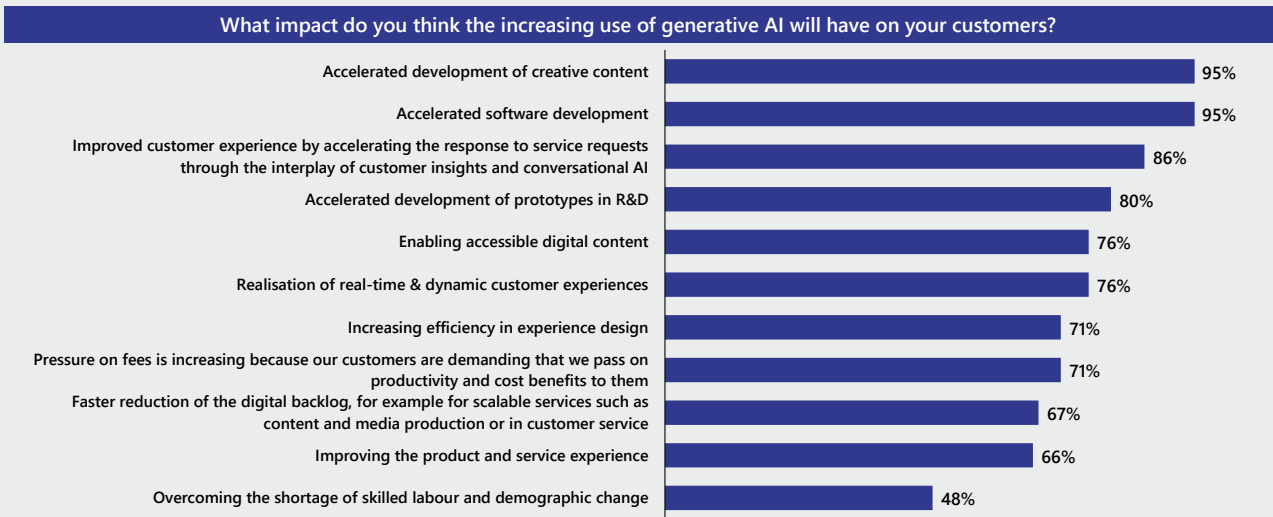 What impact do you think the increasing use of generative AI will have on your customers?
Accelerated development of creative content
95%
Accelerated software development
95%
Improved customer experience by accelerating the response to service requests
through the interplay of customer insights and conversational AI
86%
Accelerated development of prototypes in R&D
80%
Enabling accessible digital content
76%
Realisation of real-time & dynamic customer experiences
76%
Increasing efficiency in experience design
71%
Pressure on fees is increasing because our customers are demanding that we pass on
productivity and cost benefits to them
71%
Faster reduction of the digital backlog, for example for scalable services such as
content and media production or in customer service
67%
Improving the product and service experience
66%
Overcoming the shortage of skilled labour and demographic change
48%